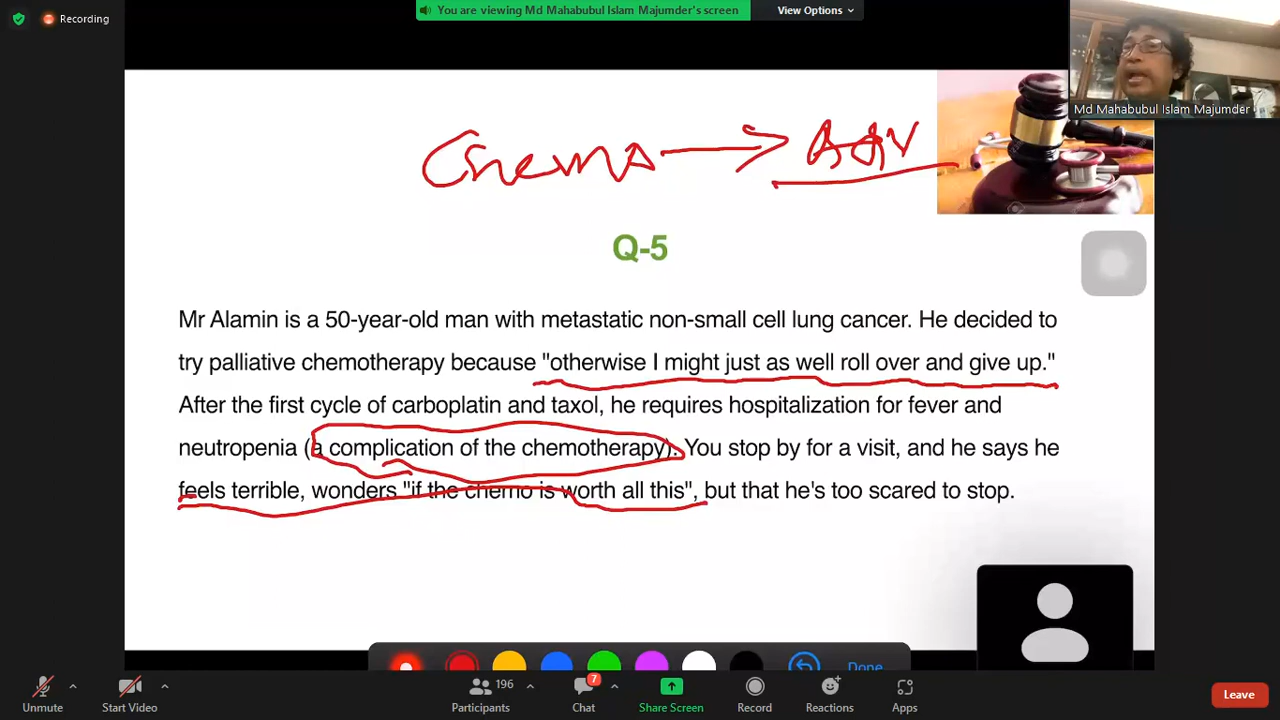 Recording
You are viewing Md Mahabubul Islam Majumder's screen
View Options
Md Mahabubul Islam Majumder
Chemo
Q-5
Mr Alamin is a 50-year-old man with metastatic non-small cell lung cancer. He decided to
try palliative chemotherapy because "otherwise I might just as well roll over and give up."
After the first cycle of carboplatin and taxol, he requires hospitalization for fever and
neutropenia (a complication of the chemotherapy). You stop by for a visit, and he says he
feels terrible, wonders "if the chemo is worth all this", but that he's too scared to stop.
Done
Unmute
Start Video
196
Participants
7
Chat
Share Screen
Record
Reactions
Apps
Leave